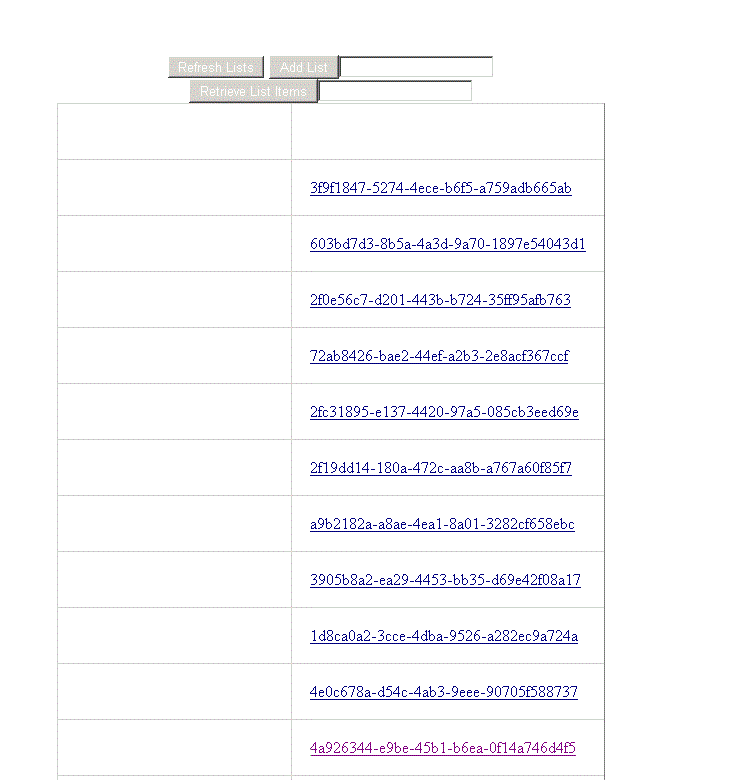 Refresh Lists Add List
Retrieve List Items
3f9f1847-5274-4ece-b6f5-a759adb665ab
603bd7d3-8b5a-4a3d-9a70-1897e54043d1
2f0e56c7-d201-443b-b724-35ff95afb763
72ab8426-bae2-44ef-a2b3-2e8acf367ccf
2fc31895-e137-4420-97a5-085cb3eed69e
2f19dd14-180a-472c-aa8b-a767a60f85f7
a9b2182a-a8ae-4ea1-8a01-3282cf658ebc
3905b8a2-ea29-4453-bb35-d69e42f08a17
1d8ca0a2-3cce-4dba-9526-a282ec9a724a
4e0c678a-d54c-4ab3-9eee-90705f588737
4a926344-e9be-45b1-b6ea-0f14a746d4f5